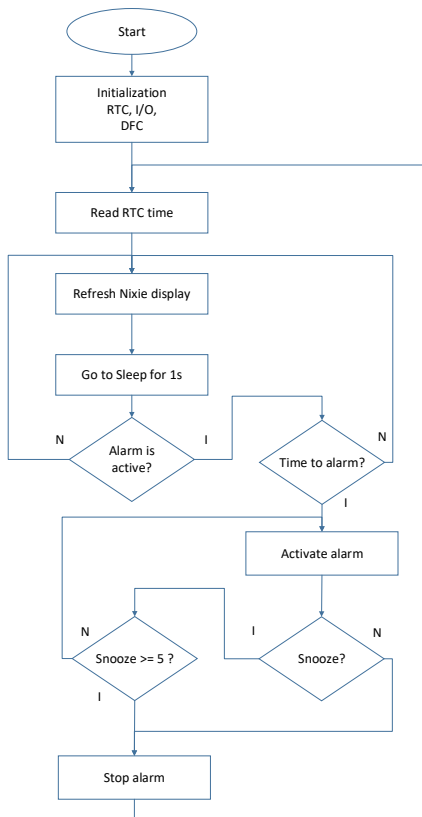 Start
Initialization
RTC, I/O,
DFC
Read RTC time
Refresh Nixie display
Go to Sleep for 1s
N
Alarm is
active?
I
Time to alarm?
N
I
Activate alarm
N
Snooze >= 5 ?
I
I
Snooze?
N
Stop alarm